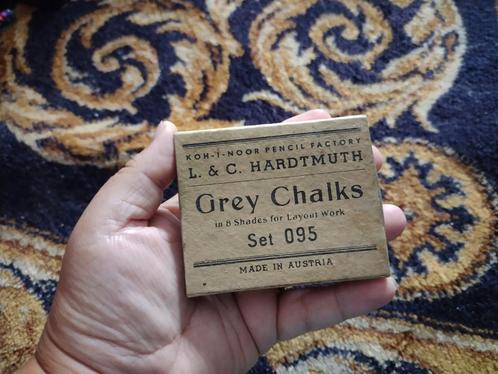 KOH-I-NOOR PENCIL FACTORY
L. & C. HARDTMUTH
Grey Chalks
in 8 Shades for Layout Work
Set 095
MADE IN AUSTRIA